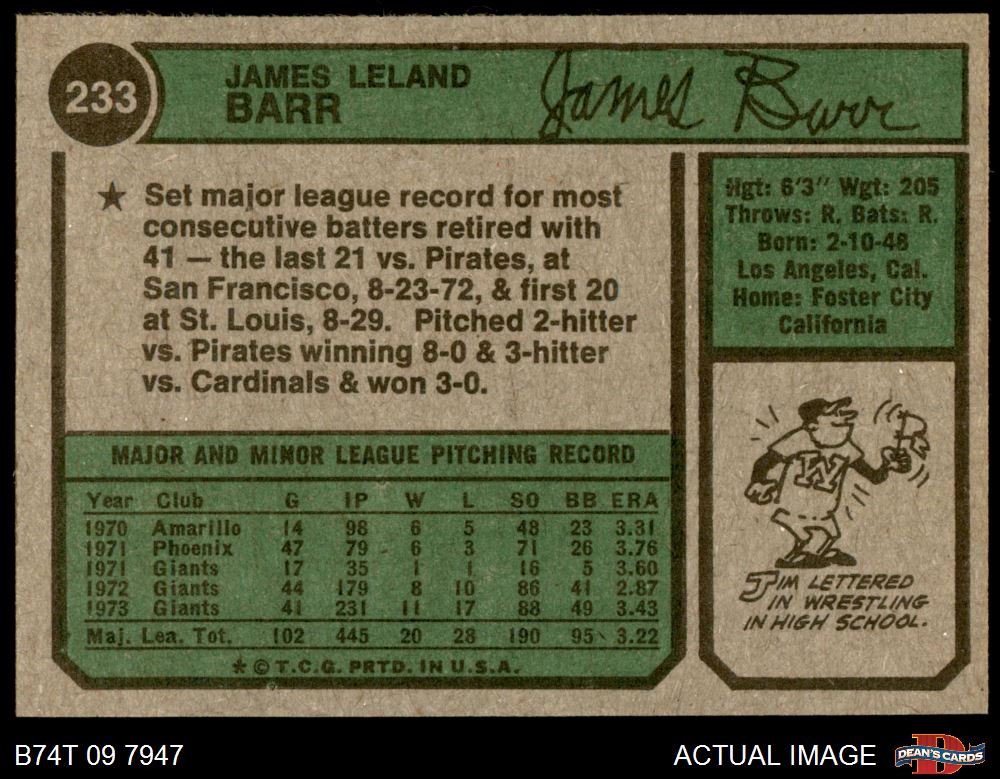 233
JAMES LELAND
BARR
James Barr
★ Set major league record for most
consecutive batters retired with
41 — the last 21 vs. Pirates, at
San Francisco, 8-23-72, & first 20
at St. Louis, 8-29. Pitched 2-hitter
vs. Pirates winning 8-0 & 3-hitter
vs. Cardinals & won 3-0.
Hgt: 6'3" Wgt: 205
Throws: R. Bats: R.
Born: 2-10-48
Los Angeles, Cal.
Home: Foster City
California
MAJOR AND MINOR LEAGUE PITCHING RECORD
Year Club G IP W L SO BB ERA
1970 Amarillo 14 98 6 5 48 23 3.31
1971 Phoenix 47 79 6 3 71 26 3.76
1971 Giants 17 35 1 1 16 5 3.60
1972 Giants 44 179 8 10 86 41 2.87
1973 Giants 41 231 11 17 88 49 3.43
Maj. Lea. Tot. 102 445 20 28 190 95 3.22
* © T.C.G. PRTD. IN U.S.A.
N
JIM LETTERED
IN WRESTLING
IN HIGH SCHOOL.
B74T 09 7947
ACTUAL IMAGE
DEAN'S CARDS